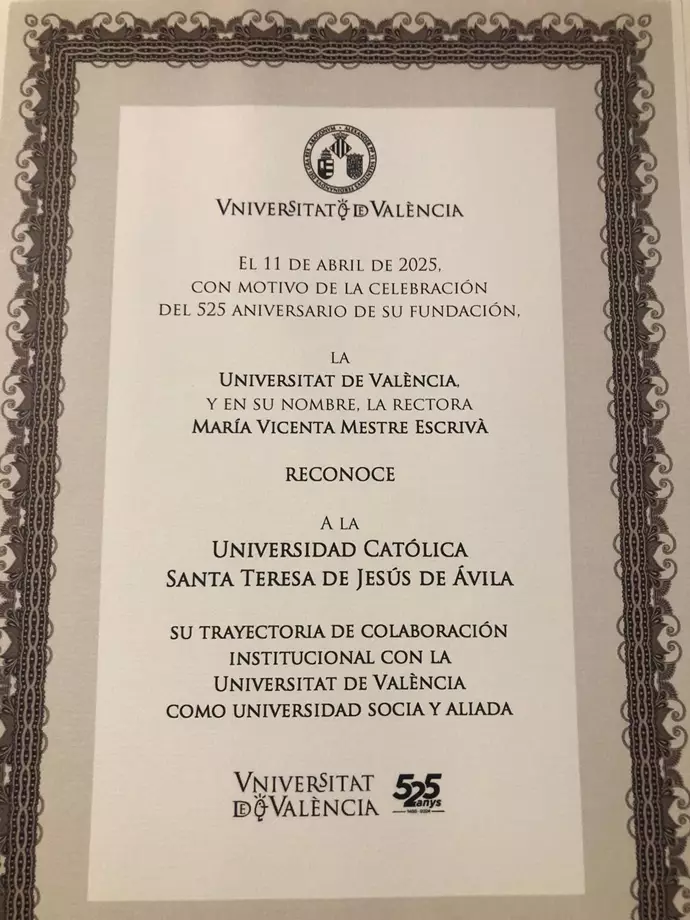 VNIVERSITAT DE VALÈNCIA
EL 11 DE ABRIL DE 2025,
CON MOTIVO DE LA CELEBRACIÓN
DEL 525 ANIVERSARIO DE SU FUNDACIÓN,
LA
UNIVERSITAT DE VALÈNCIA,
Y EN SU NOMBRE, LA RECTORA
MARÍA VICENTA MESTRE ESCRIVÀ
RECONOCE
A LA
UNIVERSIDAD CATÓLICA
SANTA TERESA DE JESÚS DE ÁVILA
SU TRAYECTORIA DE COLABORACIÓN
INSTITUCIONAL CON LA
UNIVERSITAT DE VALÈNCIA
COMO UNIVERSIDAD SOCIA Y ALIADA
VNIVERSITAT
DE VALÈNCIA
525
anys